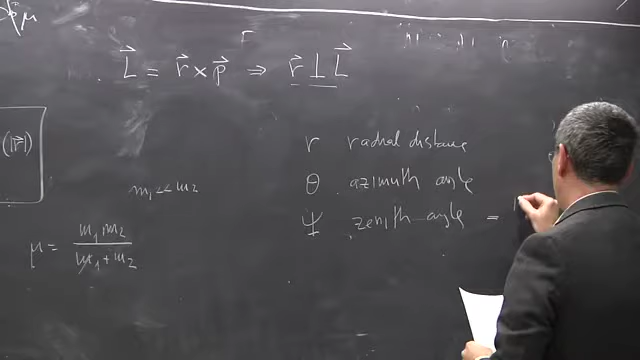 μ
L⃗ = r⃗ × p⃗ ⇒ r⃗ ⊥ L⃗
(|r⃗|)
r radial distance
θ azimuth angle
ψ zenith angle =
m₁ << m₂
μ = m₁m₂ / m₁ + m₂